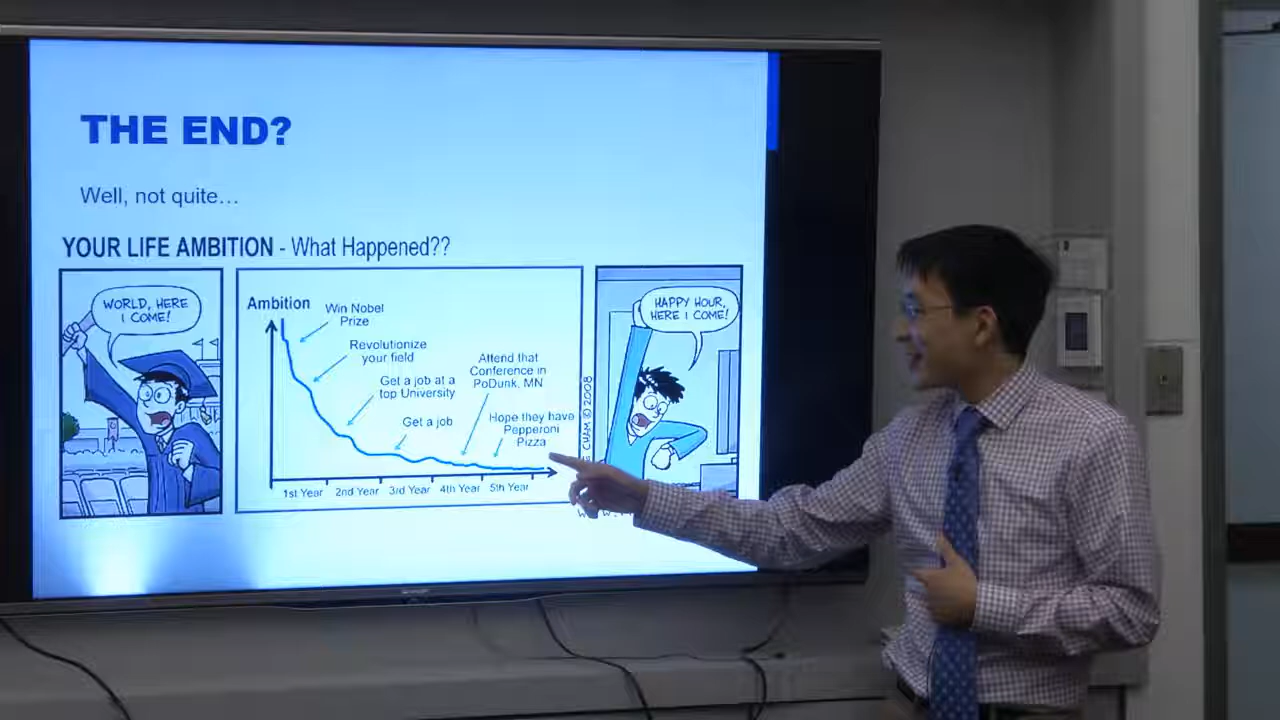 THE END?
Well, not quite…
YOUR LIFE AMBITION - What Happened??
WORLD, HERE
I COME!
Ambition
Win Nobel
Prize
Revolutionize
your field
Get a job at a
top University
Get a job
Attend that
Conference in
PoDunk, MN
Hope they have
Pepperoni
Pizza
1st Year 2nd Year 3rd Year 4th Year 5th Year
CHAM © 2008
HAPPY HOUR,
HERE I COME!